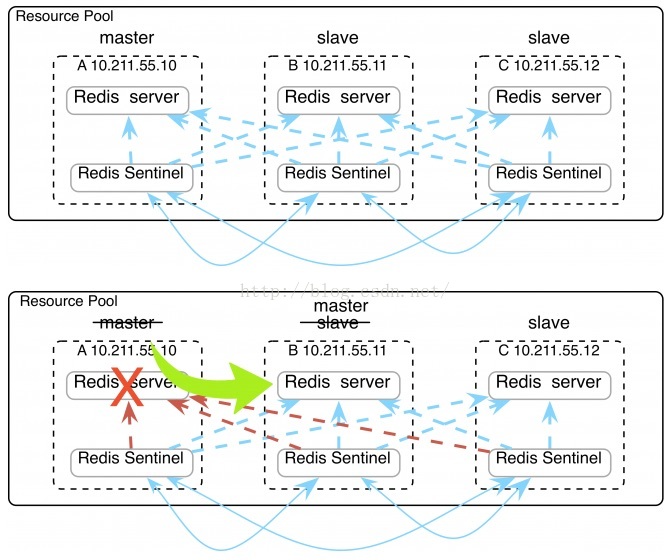 Resource Pool
master slave slave
A 10.211.55.10 B 10.211.55.11 C 10.211.55.12
Redis server Redis server Redis server
Redis Sentinel Redis Sentinel Redis Sentinel
http://blog.csdn.net/
Resource Pool
master
master slave slave
A 10.211.55.10 B 10.211.55.11 C 10.211.55.12
Redis server Redis server Redis server
X
Redis Sentinel Redis Sentinel Redis Sentinel